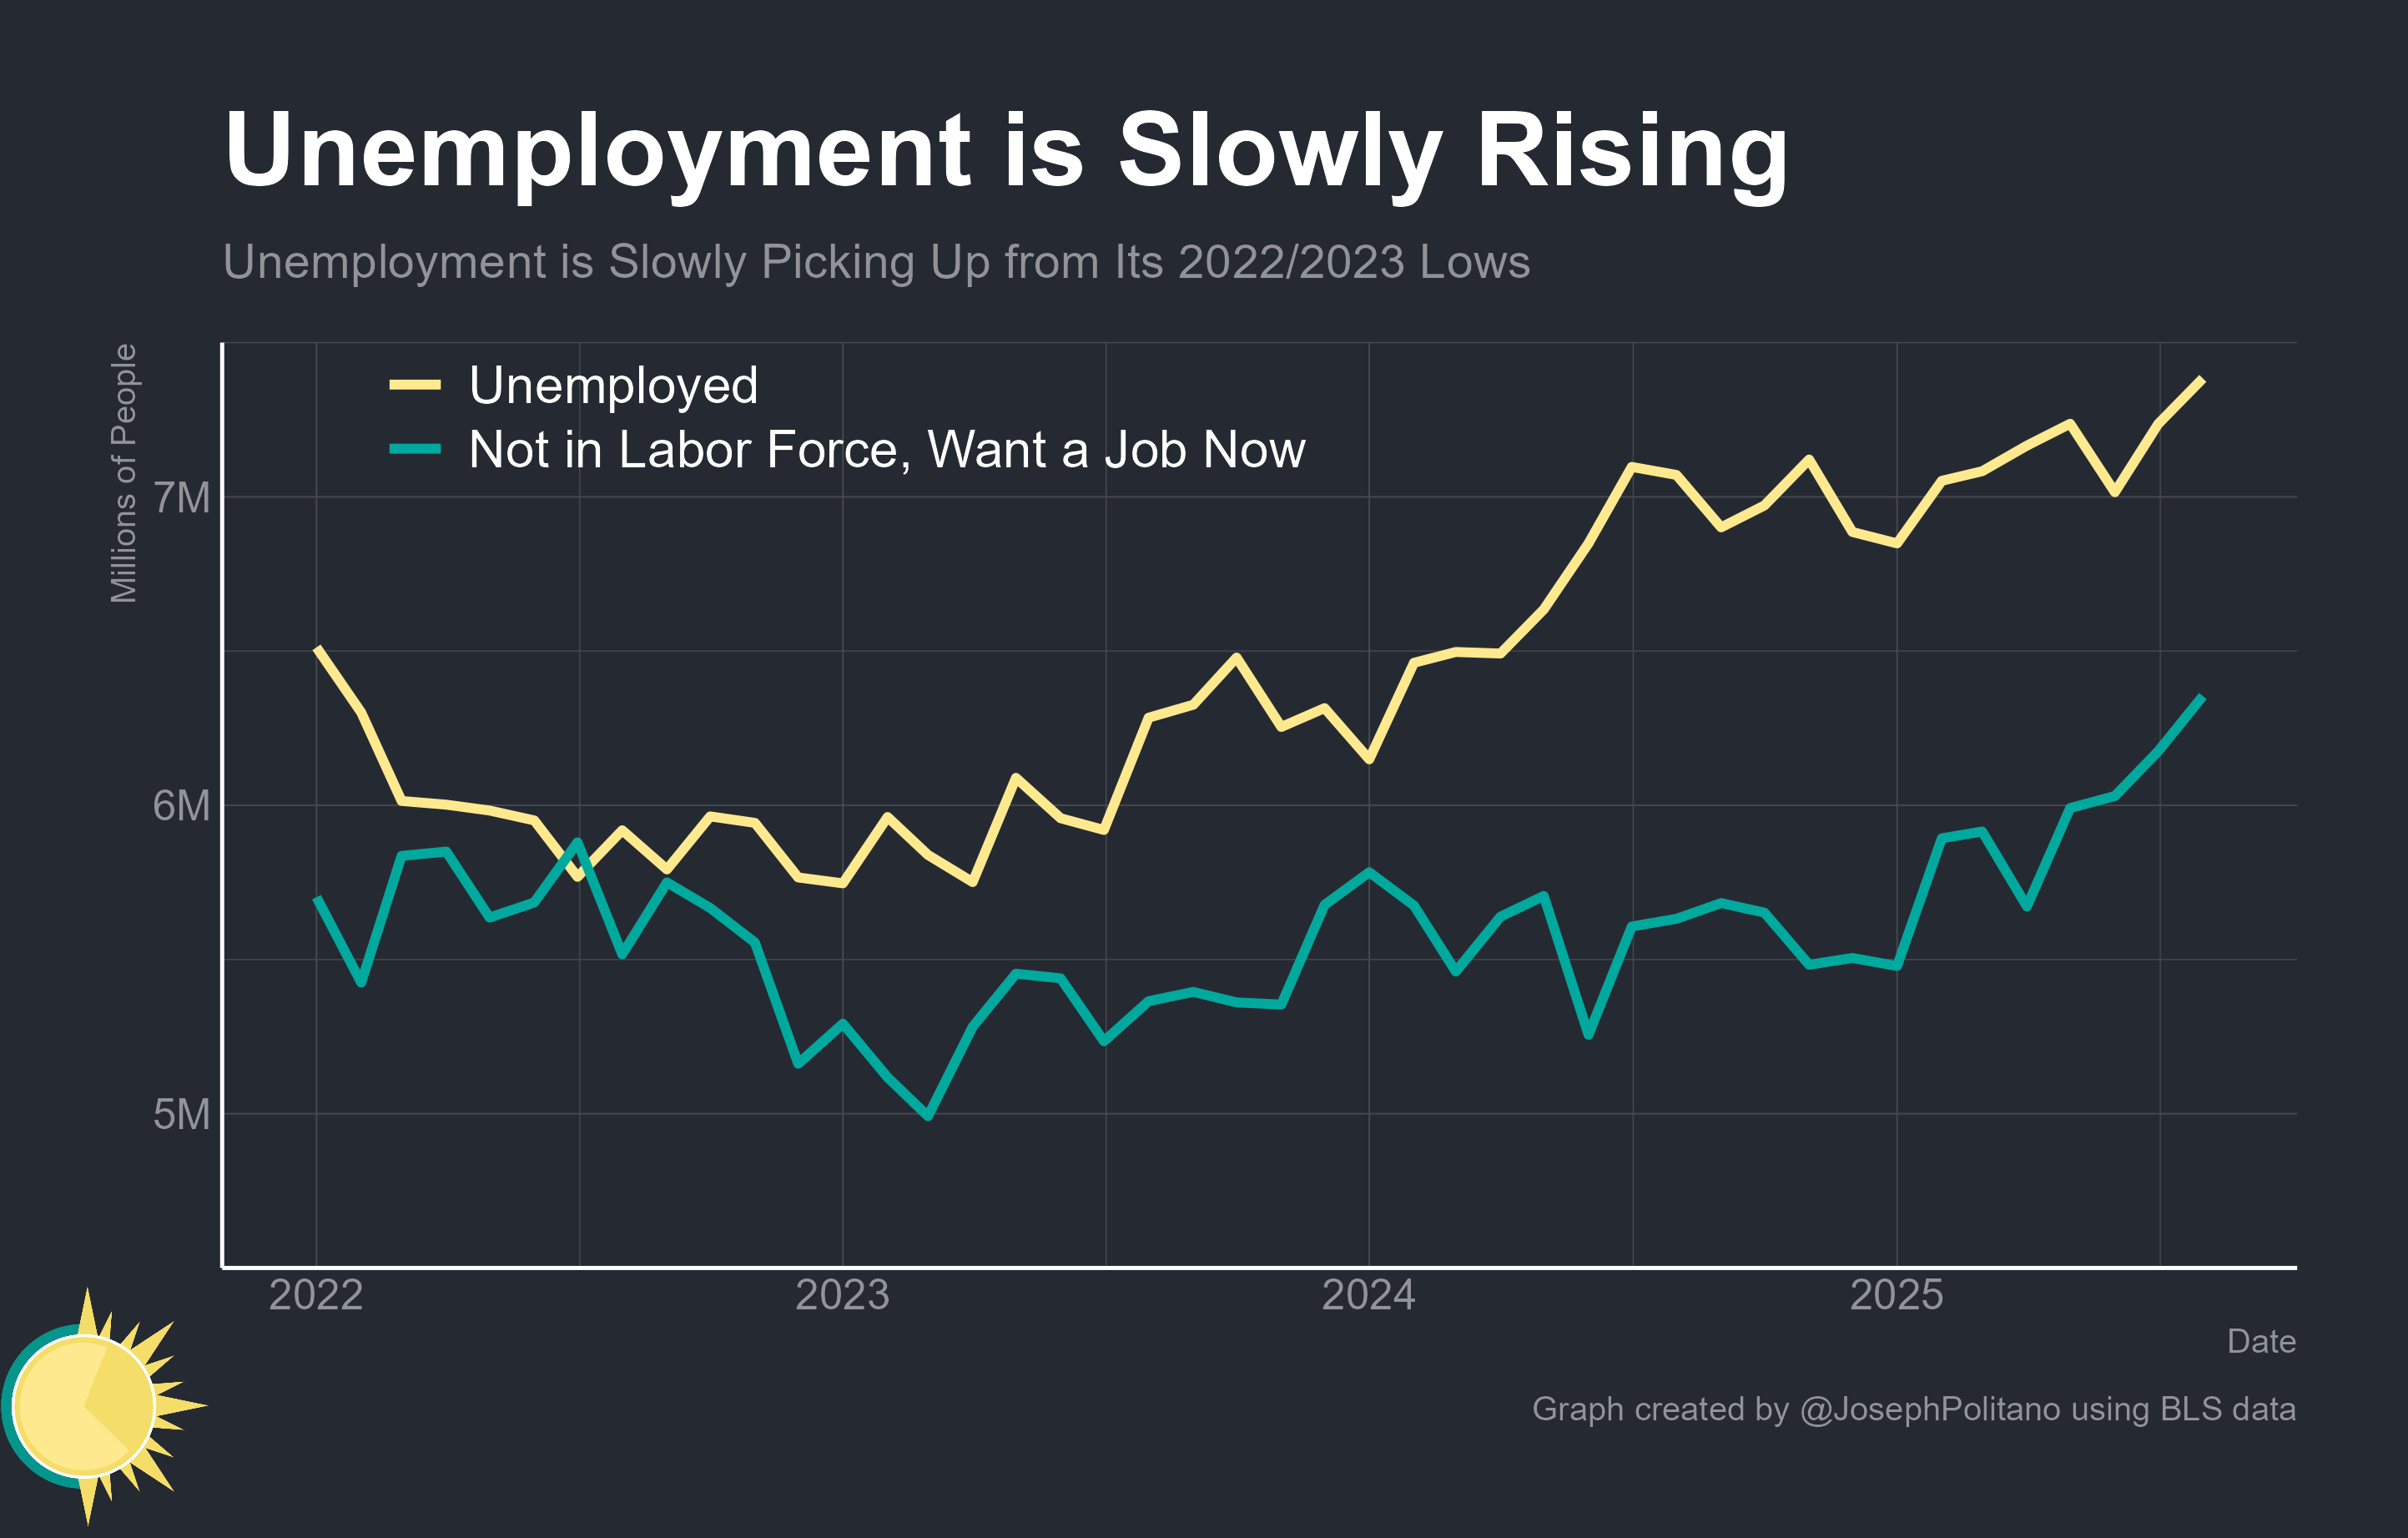 Unemployment is Slowly Rising
Unemployment is Slowly Picking Up from Its 2022/2023 Lows
Millions of People
Unemployed
Not in Labor Force, Want a Job Now
7M
6M
5M
2022
2023
2024
2025
Date
Graph created by @JosephPolitano using BLS data